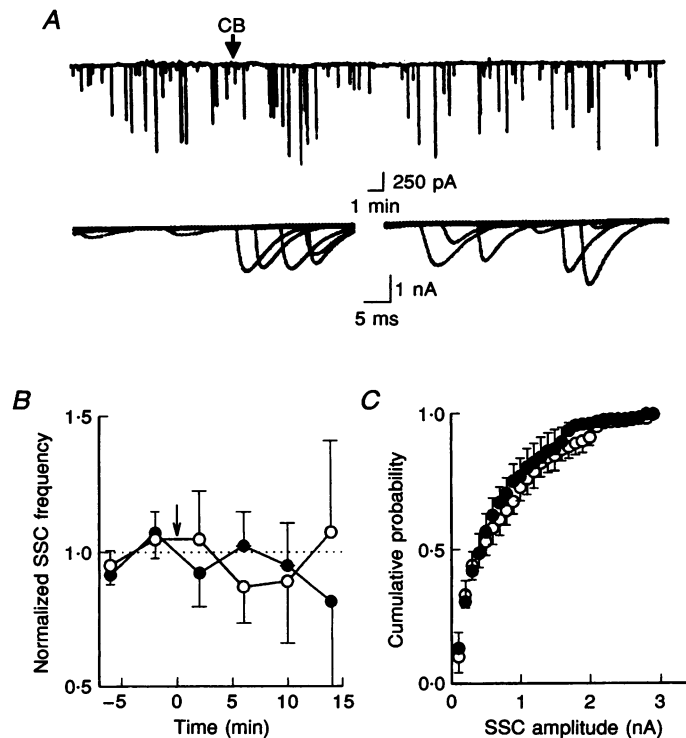 A
CB
250 pA
1 min
1 nA
5 ms
B
1·5
1·0
0·5
Normalized SSC frequency
−5 0 5 10 15
Time (min)
C
1·0
0·5
0·0
Cumulative probability
0 1 2 3
SSC amplitude (nA)